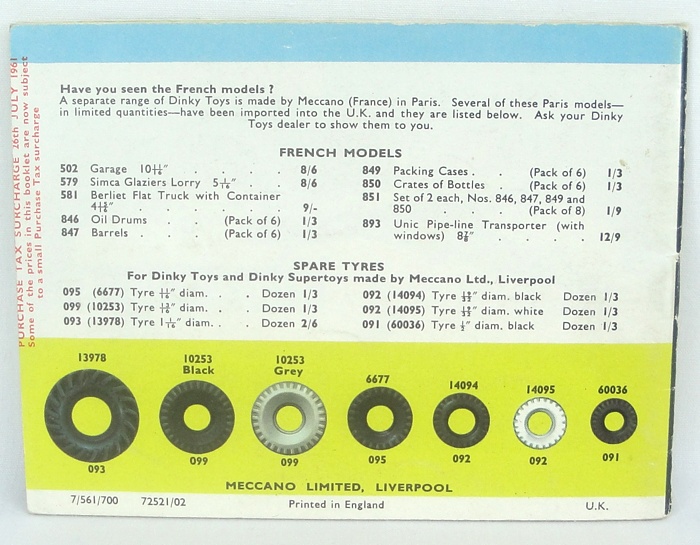 PURCHASE TAX SURCHARGE 26th JULY 1961
Some of the prices in this booklet are now subject
to a small Purchase Tax surcharge
Have you seen the French models ?
A separate range of Dinky Toys is made by Meccano (France) in Paris. Several of these Paris models—
in limited quantities—have been imported into the U.K. and they are listed below. Ask your Dinky
Toys dealer to show them to you.
FRENCH MODELS
502 Garage 10 11/16" . . . . 8/6
579 Simca Glaziers Lorry 5 1/16" . . 8/6
581 Berliet Flat Truck with Container
4 15/16" . . . . . . 9/-
846 Oil Drums . . (Pack of 6) 1/3
847 Barrels . . . (Pack of 6) 1/3
849 Packing Cases . . (Pack of 6) 1/3
850 Crates of Bottles . (Pack of 6) 1/3
851 Set of 2 each, Nos. 846, 847, 849 and
850 . . . (Pack of 8) 1/9
893 Unic Pipe-line Transporter (with
windows) 8 7/8" . . . . 12/9
SPARE TYRES
For Dinky Toys and Dinky Supertoys made by Meccano Ltd., Liverpool
095 (6677) Tyre 11/16" diam. . . Dozen 1/3
099 (10253) Tyre 13/16" diam. . . Dozen 1/3
093 (13978) Tyre 1 1/16" diam. . . Dozen 2/6
092 (14094) Tyre 19/32" diam. black Dozen 1/3
092 (14095) Tyre 19/32" diam. white Dozen 1/3
091 (60036) Tyre 1/2" diam. black Dozen 1/3
13978
10253
Black
10253
Grey
6677
14094
14095
60036
093
099
099
095
092
092
091
MECCANO LIMITED, LIVERPOOL
7/561/700 72521/02 Printed in England U.K.